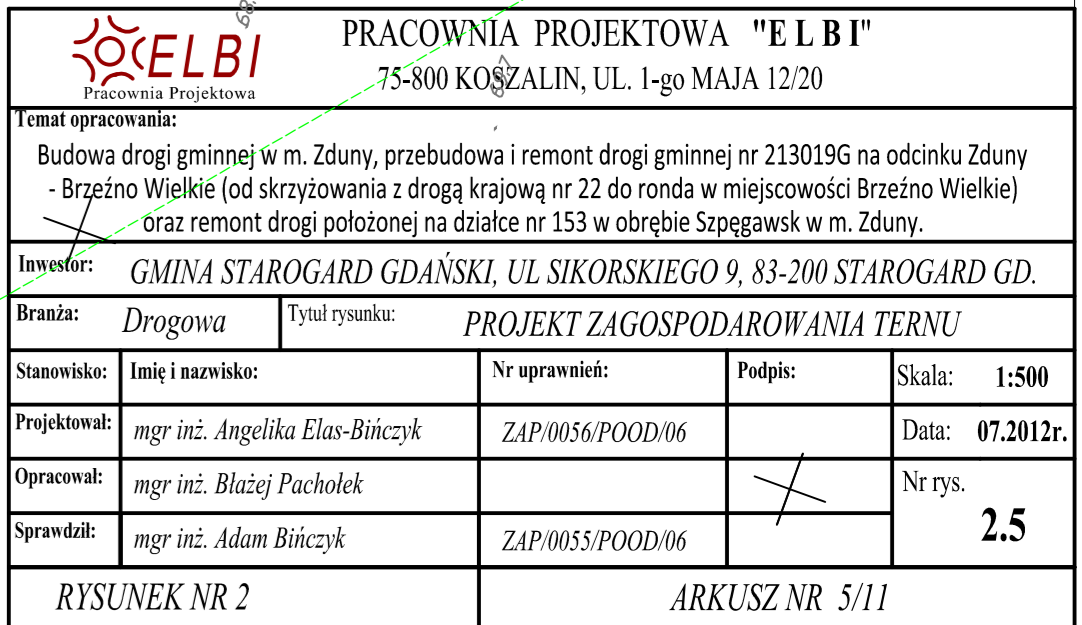 68.
ELBI
Pracownia Projektowa
PRACOWNIA PROJEKTOWA "E L B I"
75-800 KOSZALIN, UL. 1-go MAJA 12/20
69.7
Temat opracowania:
Budowa drogi gminnej w m. Zduny, przebudowa i remont drogi gminnej nr 213019G na odcinku Zduny
- Brzeźno Wielkie (od skrzyżowania z drogą krajową nr 22 do ronda w miejscowości Brzeźno Wielkie)
oraz remont drogi położonej na działce nr 153 w obrębie Szpęgawsk w m. Zduny.
Inwestor: GMINA STAROGARD GDAŃSKI, UL SIKORSKIEGO 9, 83-200 STAROGARD GD.
Branża: Drogowa Tytuł rysunku: PROJEKT ZAGOSPODAROWANIA TERNU
Stanowisko: Imię i nazwisko: Nr uprawnień: Podpis: Skala: 1:500
Projektował: mgr inż. Angelika Elas-Bińczyk ZAP/0056/POOD/06 Data: 07.2012r.
Opracował: mgr inż. Błażej Pachołek Nr rys.
2.5
Sprawdził: mgr inż. Adam Bińczyk ZAP/0055/POOD/06
RYSUNEK NR 2 ARKUSZ NR 5/11